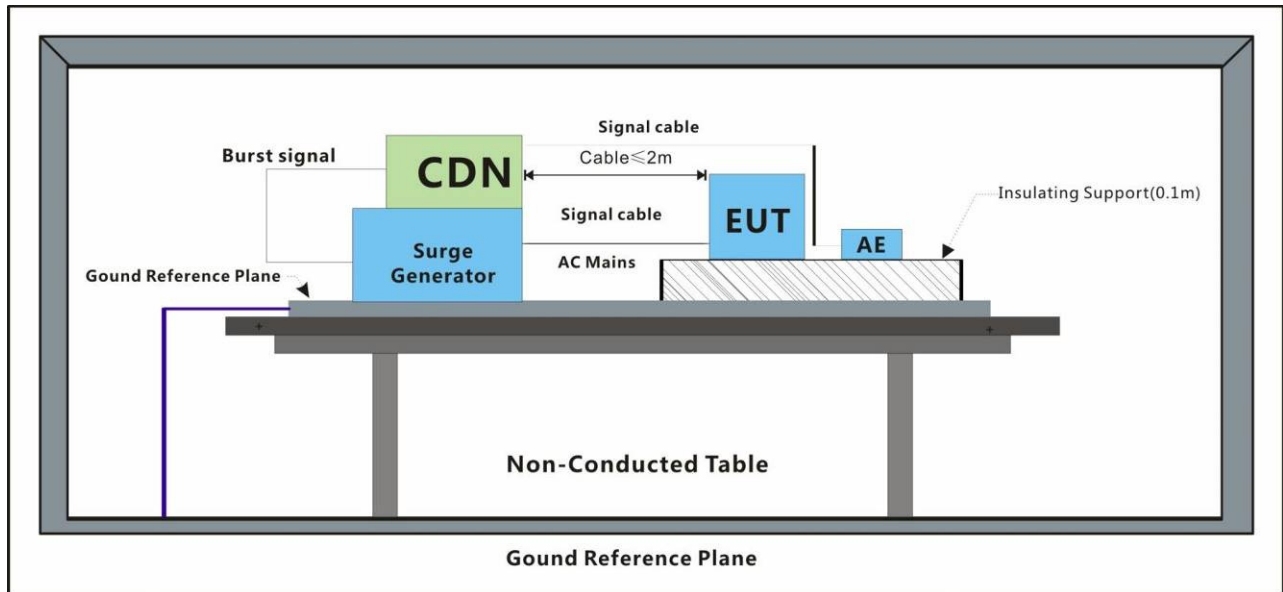 Signal cable
Burst signal
CDN
Cable≤2m
Insulating Support(0.1m)
Signal cable
EUT
Surge
Generator
AE
AC Mains
Gound Reference Plane
Non-Conducted Table
Gound Reference Plane